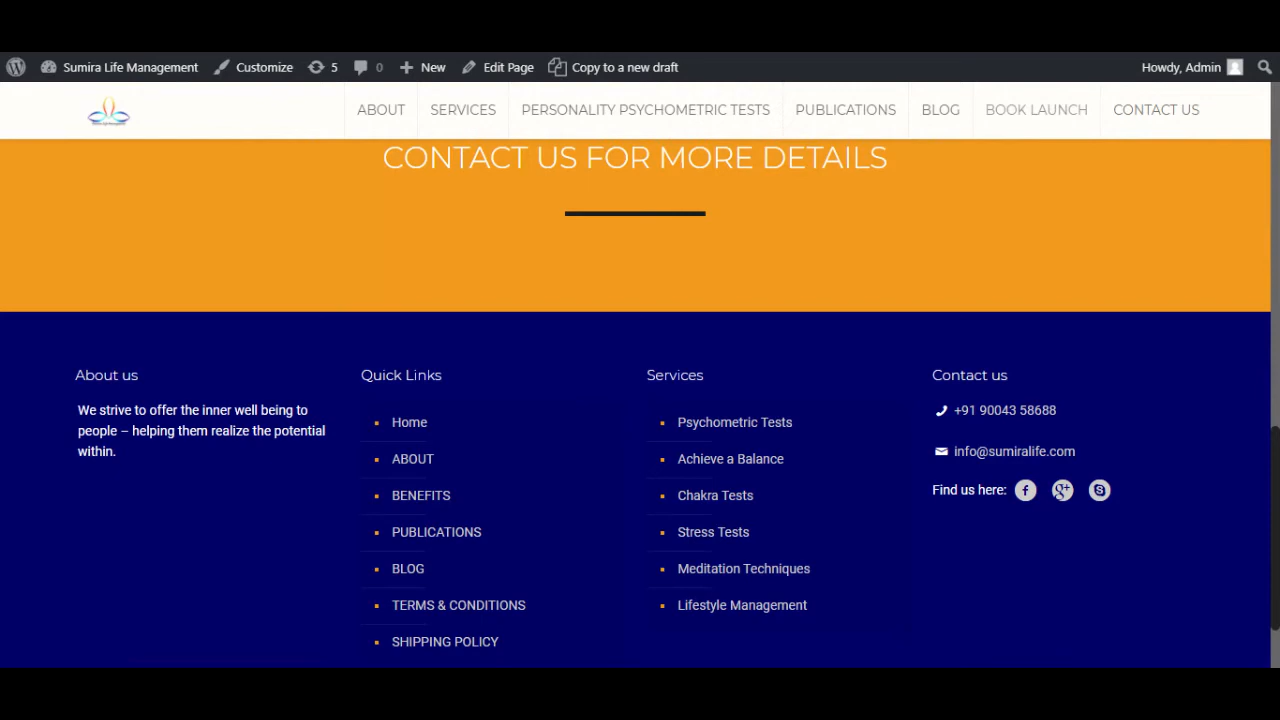 Sumira Life Management Customize 5 0 New Edit Page Copy to a new draft Howdy, Admin
ABOUT SERVICES PERSONALITY PSYCHOMETRIC TESTS PUBLICATIONS BLOG BOOK LAUNCH CONTACT US
CONTACT US FOR MORE DETAILS
About us
We strive to offer the inner well being to
people – helping them realize the potential
within.
Quick Links
Home
ABOUT
BENEFITS
PUBLICATIONS
BLOG
TERMS & CONDITIONS
SHIPPING POLICY
Services
Psychometric Tests
Achieve a Balance
Chakra Tests
Stress Tests
Meditation Techniques
Lifestyle Management
Contact us
+91 90043 58688
info@sumiralife.com
Find us here: